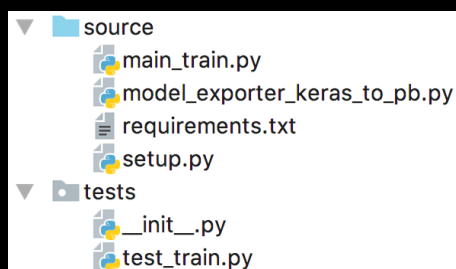 source
main_train.py
model_exporter_keras_to_pb.py
requirements.txt
setup.py
tests
__init__.py
test_train.py